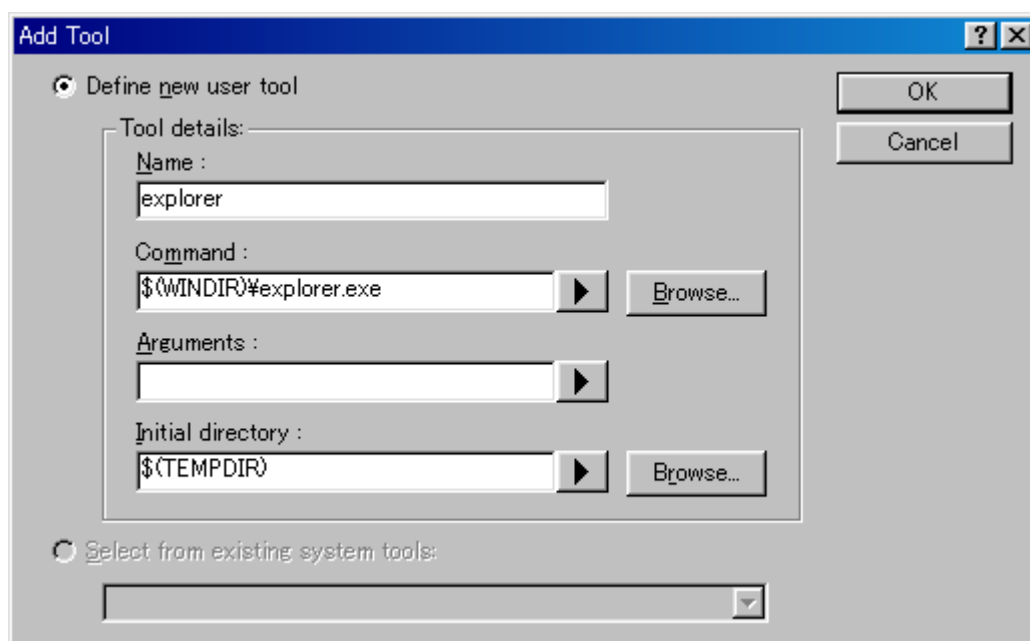 Add Tool
Define new user tool
OK
Tool details:
Cancel
Name :
explorer
Command :
$(WINDIR)¥explorer.exe
Browse...
Arguments :
Initial directory :
$(TEMPDIR)
Browse...
Select from existing system tools: